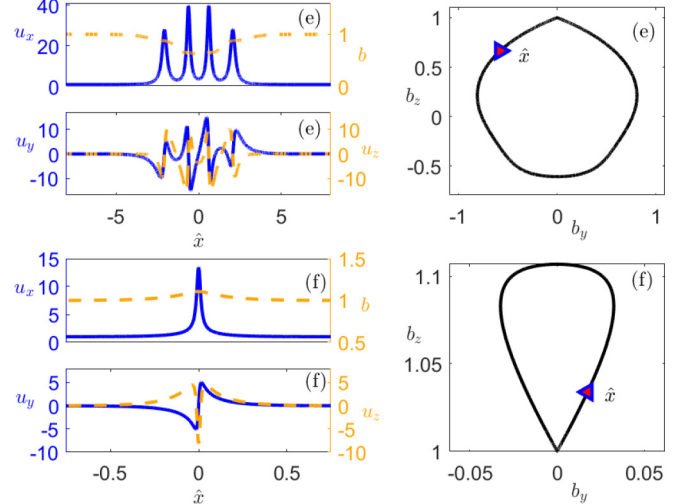 40
u_x 20
0
(e)
1 b
0
10
u_y 0
-10
(e)
10
0 u_z
-10
-5 0 5
x̂
15
u_x 10
5
0
(f)
1.5
1 b
0.5
5
u_y 0
-5
-10
(f)
5
0
-5 u_z
-10
-0.5 0 0.5
x̂
1
0.5
b_z
0
-0.5
(e)
x̂
-1 0 1
b_y
1.1
b_z
1.05
1
(f)
x̂
-0.05 0 0.05
b_y